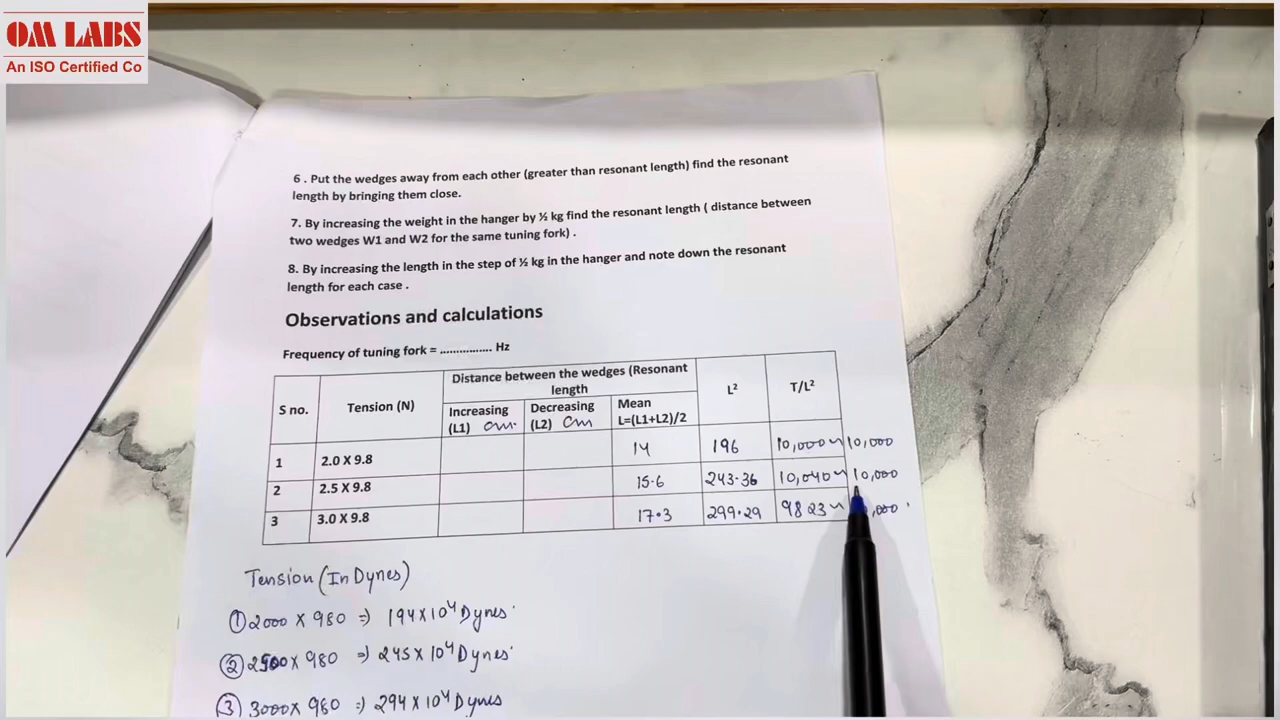 OM LABS
An ISO Certified Co
6 . Put the wedges away from each other (greater than resonant length) find the resonant
length by bringing them close.
7. By increasing the weight in the hanger by ½ kg find the resonant length ( distance between
two wedges W1 and W2 for the same tuning fork) .
8. By increasing the length in the step of ½ kg in the hanger and note down the resonant
length for each case .
Observations and calculations
Frequency of tuning fork = ................ Hz
S no. Tension (N) Distance between the wedges (Resonant
length
L² T/L²
Increasing
(L1) cm.
Decreasing
(L2) cm
Mean
L=(L1+L2)/2
1 2.0 X 9.8 14 196 10,000 ~ 10,000
2 2.5 X 9.8 15.6 243.36 10,040 ~ 10,000
3 3.0 X 9.8 17.3 299.29 9823 ~ ,000
Tension (In Dynes)
① 2000 X 980 ⇒ 194 X 10⁴ Dynes
② 2500 X 980 ⇒ 245 X 10⁴ Dynes
③ 3000 X 980 ⇒ 294 X 10⁴ Dynes